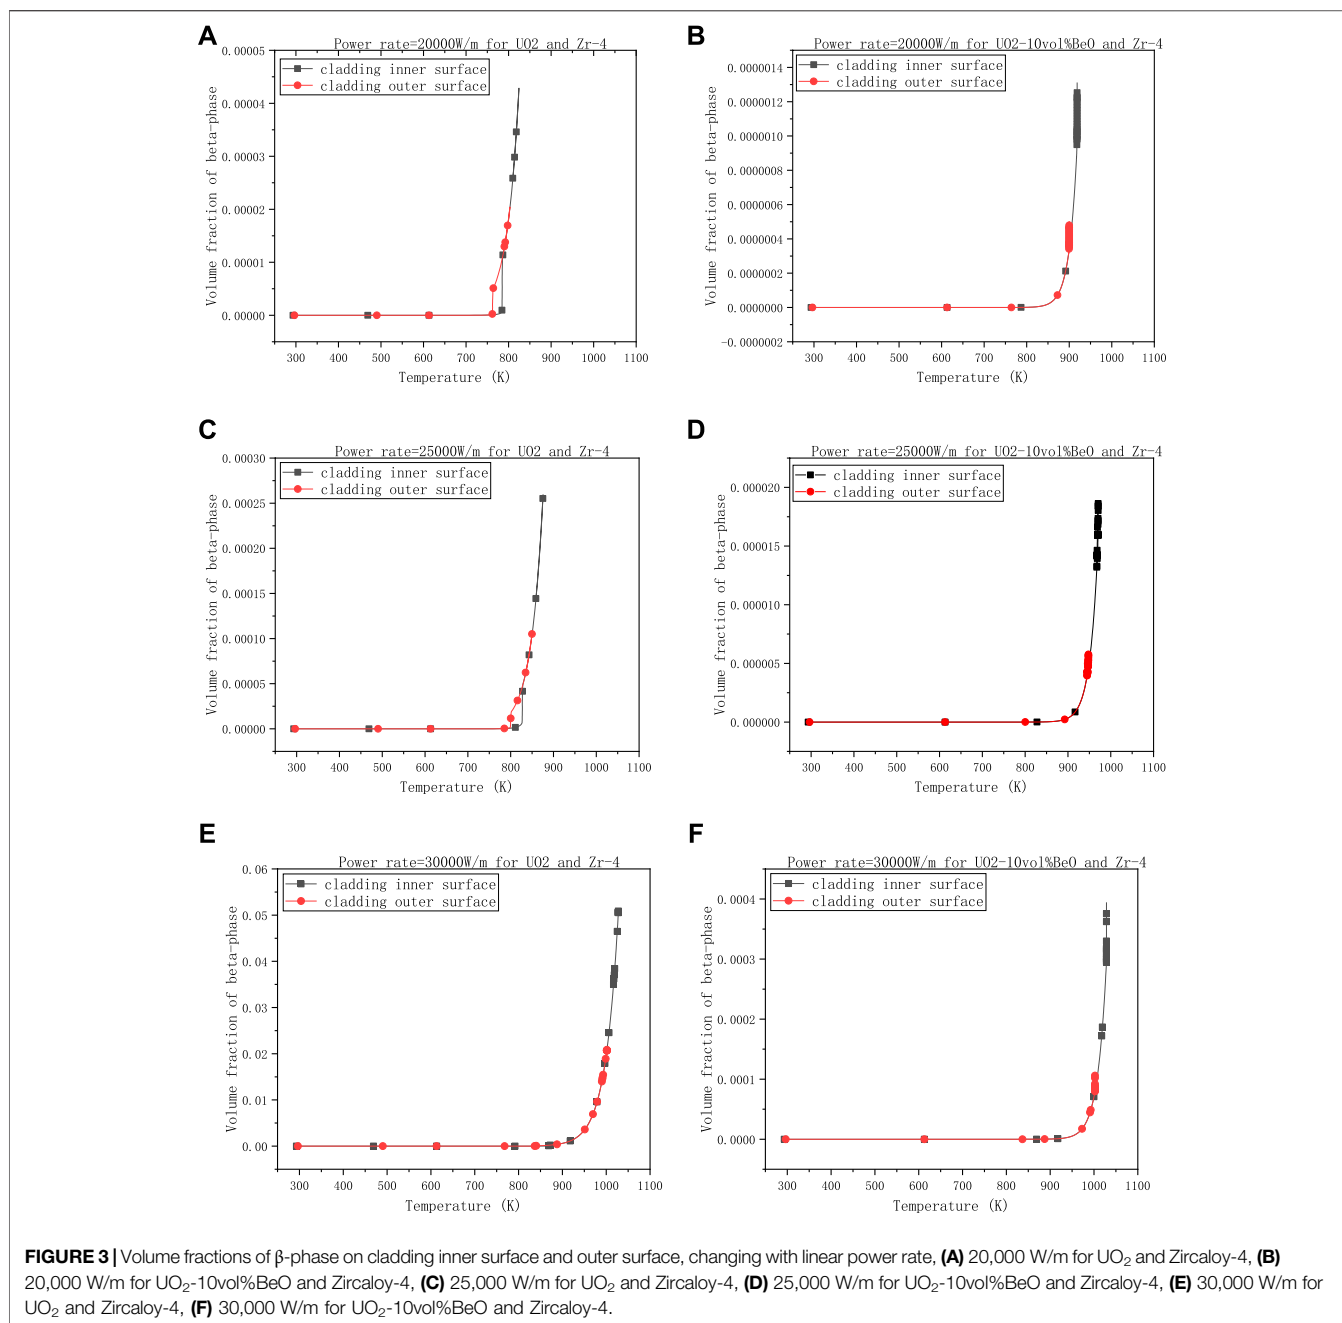 A
Power rate=20000W/m for UO2 and Zr-4
cladding inner surface
cladding outer surface
0.00005
0.00004
0.00003
0.00002
0.00001
0.00000
Volume fraction of beta-phase
300 400 500 600 700 800 900 1000 1100
Temperature (K)
B
Power rate=20000W/m for UO2-10vol%BeO and Zr-4
cladding inner surface
cladding outer surface
0.0000014
0.0000012
0.0000010
0.0000008
0.0000006
0.0000004
0.0000002
0.0000000
-0.0000002
Volume fraction of beta-phase
300 400 500 600 700 800 900 1000 1100
Temperature (K)
C
Power rate=25000W/m for UO2 and Zr-4
cladding inner surface
cladding outer surface
0.00030
0.00025
0.00020
0.00015
0.00010
0.00005
0.00000
Volume fraction of beta-phase
300 400 500 600 700 800 900 1000 1100
Temperature (K)
D
Power rate=25000W/m for UO2-10vol%BeO and Zr-4
cladding inner surface
cladding outer surface
0.000020
0.000015
0.000010
0.000005
0.000000
Volume fraction of beta-phase
300 400 500 600 700 800 900 1000 1100
Temperature (K)
E
Power rate=30000W/m for UO2 and Zr-4
cladding inner surface
cladding outer surface
0.06
0.05
0.04
0.03
0.02
0.01
0.00
Volume fraction of beta-phase
300 400 500 600 700 800 900 1000 1100
Temperature (K)
F
Power rate=30000W/m for UO2-10vol%BeO and Zr-4
cladding inner surface
cladding outer surface
0.0004
0.0003
0.0002
0.0001
0.0000
Volume fraction of beta-phase
300 400 500 600 700 800 900 1000 1100
Temperature (K)
FIGURE 3 | Volume fractions of β-phase on cladding inner surface and outer surface, changing with linear power rate, (A) 20,000 W/m for UO₂ and Zircaloy-4, (B)
20,000 W/m for UO₂-10vol%BeO and Zircaloy-4, (C) 25,000 W/m for UO₂ and Zircaloy-4, (D) 25,000 W/m for UO₂-10vol%BeO and Zircaloy-4, (E) 30,000 W/m for
UO₂ and Zircaloy-4, (F) 30,000 W/m for UO₂-10vol%BeO and Zircaloy-4.